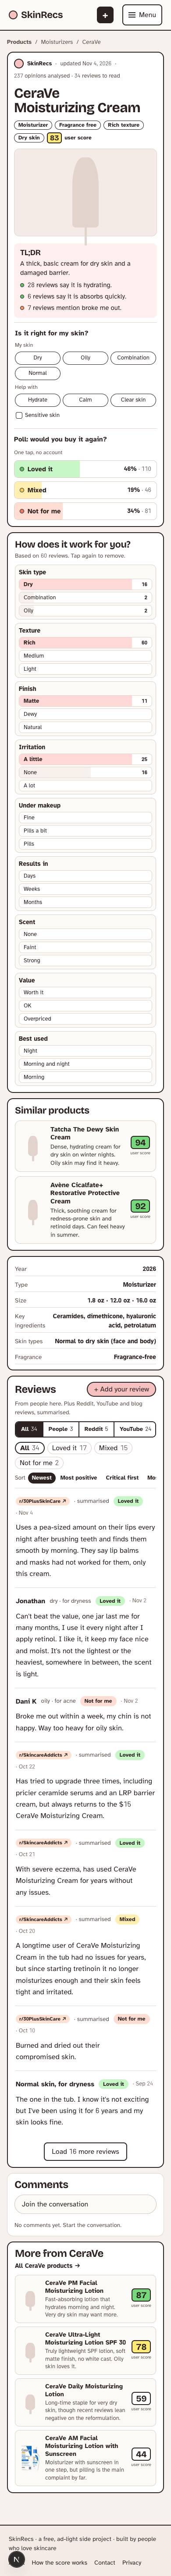 SkinRecs
+
Menu
Products / Moisturizers / CeraVe
SkinRecs · updated Nov 4, 2026 ·
237 opinions analysed · 34 reviews to read
CeraVe
Moisturizing Cream
Moisturizer Fragrance free Rich texture
Dry skin 83 user score
TL;DR
A thick, basic cream for dry skin and a
damaged barrier.
28 reviews say it is hydrating.
6 reviews say it absorbs quickly.
7 reviews mention broke me out.
Is it right for my skin?
My skin
Dry Oily Combination
Normal
Help with
Hydrate Calm Clear skin
Sensitive skin
Poll: would you buy it again?
One tap, no account
Loved it 46% · 110
Mixed 19% · 46
Not for me 34% · 81
How does it work for you?
Based on 60 reviews. Tap again to remove.
Skin type
Dry 16
Combination 2
Oily 2
Texture
Rich 60
Medium
Light
Finish
Matte 11
Dewy
Natural
Irritation
A little 25
None 16
A lot
Under makeup
Fine
Pills a bit
Pills
Results in
Days
Weeks
Months
Scent
None
Faint
Strong
Value
Worth it
OK
Overpriced
Best used
Night
Morning and night
Morning
Similar products
Tatcha The Dewy Skin
Cream
Dense, hydrating cream for
dry skin on winter nights.
Oily skin may find it heavy.
94
user score
Avène Cicalfate+
Restorative Protective
Cream
Thick, soothing cream for
redness-prone skin and
retinoid days. Can feel heavy
in summer.
92
user score
Year 2026
Type Moisturizer
Size 1.8 oz · 12.0 oz · 16.0 oz
Key Ceramides, dimethicone, hyaluronic
ingredients acid, petrolatum
Skin types Normal to dry skin (face and body)
Fragrance Fragrance-free
Reviews + Add your review
From people here. Plus Reddit, YouTube and blog
reviews, summarised.
All 34 People 3 Reddit 5 YouTube 24
All 34 Loved it 17 Mixed 15
Not for me 2
Sort Newest Most positive Critical first Mo
r/30PlusSkinCare ↗ · summarised Loved it
· Nov 4
Uses a pea-sized amount on their lips every
night after brushing teeth and finds them
smooth by morning. They say lip balms
and masks had not worked for them, only
this cream.
Jonathan dry · for dryness Loved it · Nov 2
Can't beat the value, one jar last me for
many months, I use it every night after I
apply retinol. I like it, it keep my face nice
and moist. It's not the lightest or the
heaviest, somewhere in between, the scent
is light.
Dani K oily · for acne Not for me · Nov 2
Broke me out within a week, my chin is not
happy. Way too heavy for oily skin.
r/SkincareAddicts ↗ · summarised Loved it
· Oct 22
Has tried to upgrade three times, including
pricier ceramide serums and an LRP barrier
cream, but always returns to the $15
CeraVe Moisturizing Cream.
r/SkincareAddicts ↗ · summarised Loved it
· Oct 21
With severe eczema, has used CeraVe
Moisturizing Cream for years without
any issues.
r/SkincareAddicts ↗ · summarised Mixed
· Oct 20
A longtime user of CeraVe Moisturizing
Cream in the tub had no issues for years,
but since starting tretinoin it no longer
moisturizes enough and their skin feels
tight and irritated.
r/30PlusSkinCare ↗ · summarised Not for me
· Oct 10
Burned and dried out their
compromised skin.
Normal skin, for dryness Loved it · Sep 24
The one in the tub. I know it's not exciting
but I've been using it for 6 years and my
skin looks fine.
Load 16 more reviews
Comments
Join the conversation
No comments yet. Start the conversation.
More from CeraVe
All CeraVe products →
CeraVe PM Facial
Moisturizing Lotion
Fast-absorbing lotion that
hydrates morning and night.
Very dry skin may want more.
87
user score
CeraVe Ultra-Light
Moisturizing Lotion SPF 30
Truly lightweight SPF lotion, soft
matte finish, no white cast. Oily
skin loves it.
78
user score
CeraVe Daily Moisturizing
Lotion
Long-time staple for very dry
skin, though recent reviews lean
negative on the reformulation.
59
user score
CeraVe AM Facial
Moisturizing Lotion with
Sunscreen
Moisturizer with sunscreen in
one step, but pilling is the main
complaint by far.
44
user score
SkinRecs · a free, ad-light side project · built by people
who love skincare
N
How the score works Contact Privacy